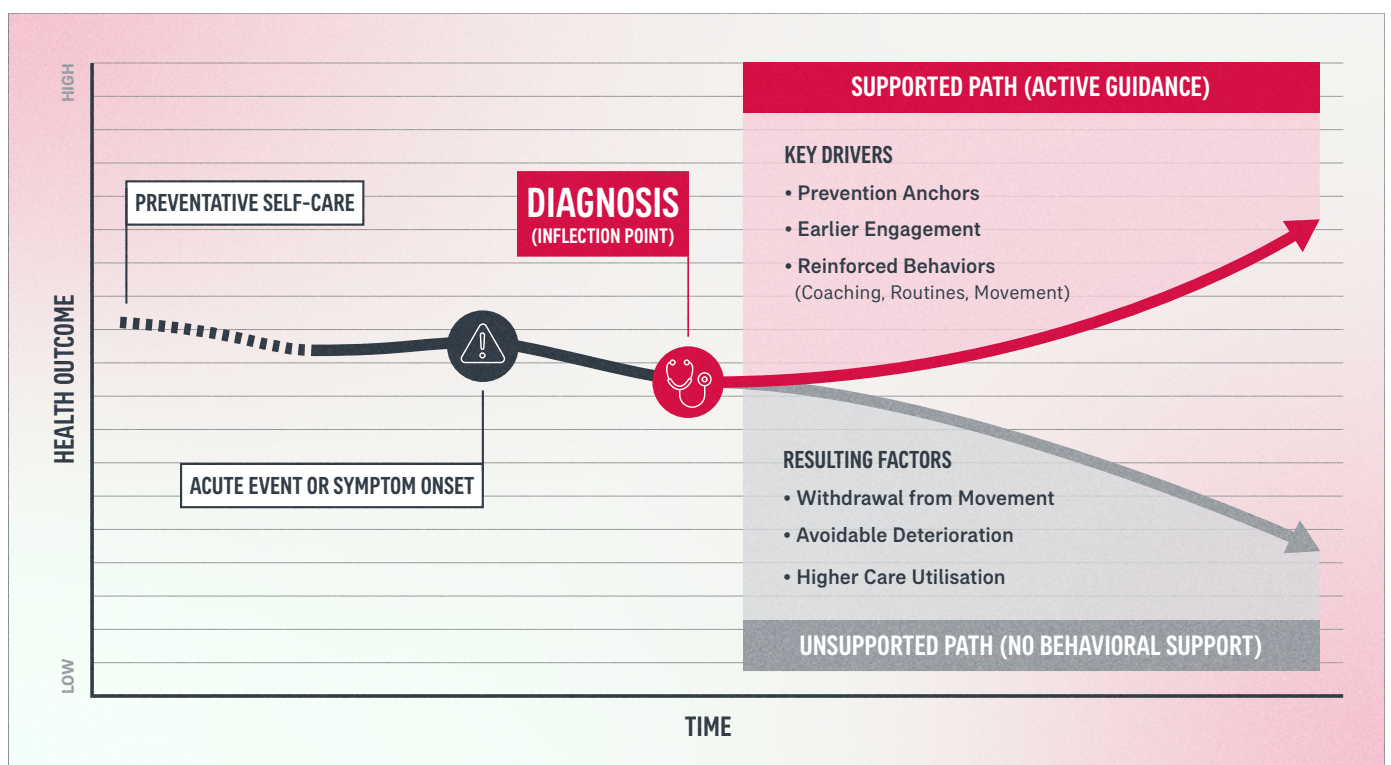 HIGH
SUPPORTED PATH (ACTIVE GUIDANCE)
KEY DRIVERS
• Prevention Anchors
• Earlier Engagement
• Reinforced Behaviors
(Coaching, Routines, Movement)
PREVENTATIVE SELF-CARE
DIAGNOSIS
(INFLECTION POINT)
HEALTH OUTCOME
ACUTE EVENT OR SYMPTOM ONSET
RESULTING FACTORS
• Withdrawal from Movement
• Avoidable Deterioration
• Higher Care Utilisation
UNSUPPORTED PATH (NO BEHAVIORAL SUPPORT)
LOW
TIME